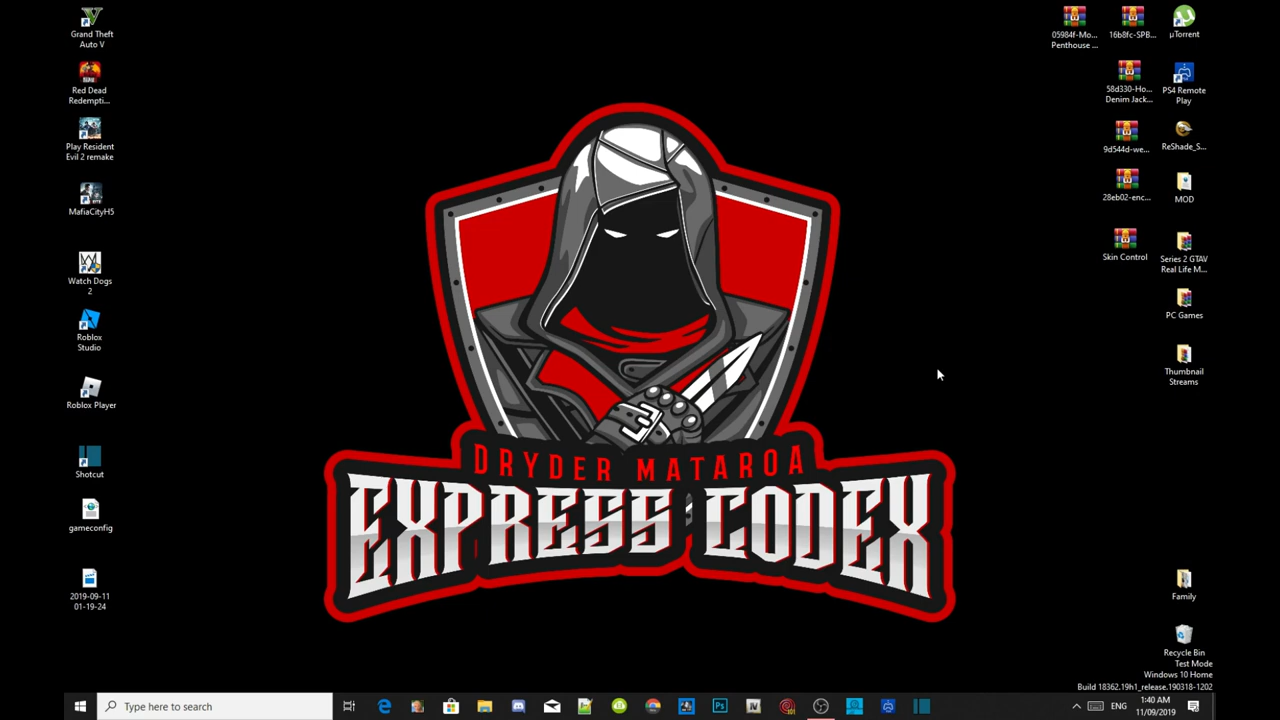 Grand Theft
Auto V
Red Dead
Redempti...
Play Resident
Evil 2 remake
MafiaCityH5
Watch Dogs
2
Roblox
Studio
Roblox Player
Shotcut
gameconfig
2019-09-11
01-19-24
DRYDER MATAROA
EXPRESS CODEX
05984f-Mo...
Penthouse ...
16b8fc-SPB...
µTorrent
58d330-Ho...
Denim Jack...
PS4 Remote
Play
9d544d-we...
ReShade_S...
28eb02-enc...
MOD
Skin Control
Series 2 GTAV
Real Life M...
PC Games
Thumbnail
Streams
Family
Recycle Bin
Test Mode
Windows 10 Home
Build 18362.19h1_release.190318-1202
Type here to search
ENG
1:40 AM
11/09/2019